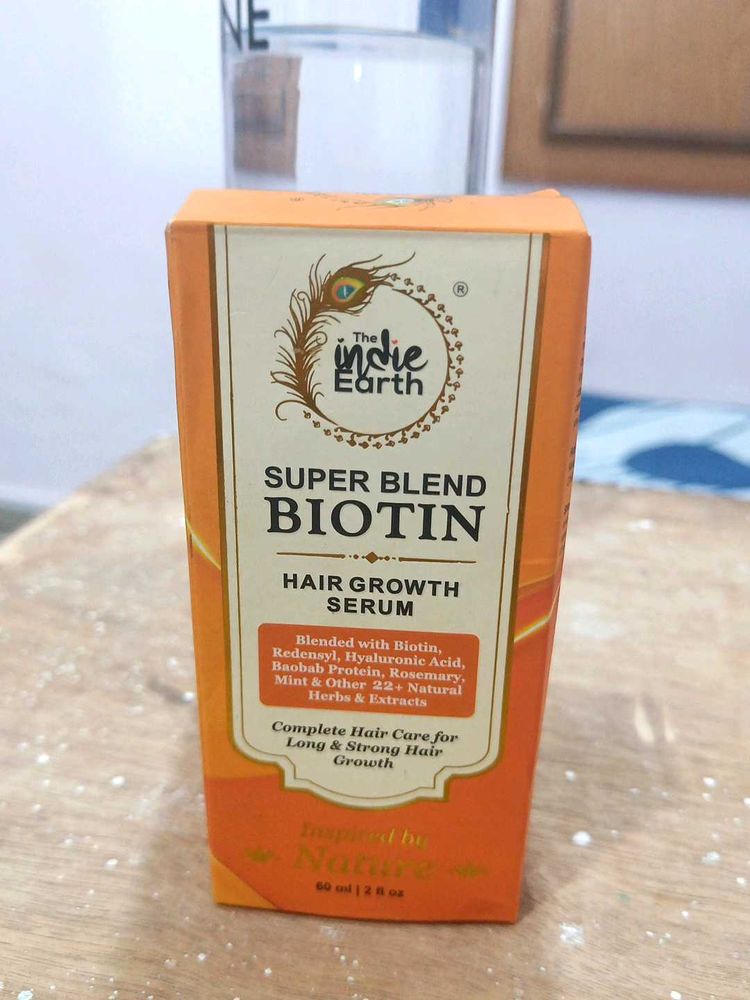 NE
®
The
indie
Earth
SUPER BLEND
BIOTIN
HAIR GROWTH
SERUM
Blended with Biotin,
Redensyl, Hyaluronic Acid,
Baobab Protein, Rosemary,
Mint & Other 22+ Natural
Herbs & Extracts
Complete Hair Care for
Long & Strong Hair
Growth
Inspired by
Nature
60 ml | 2 fl oz